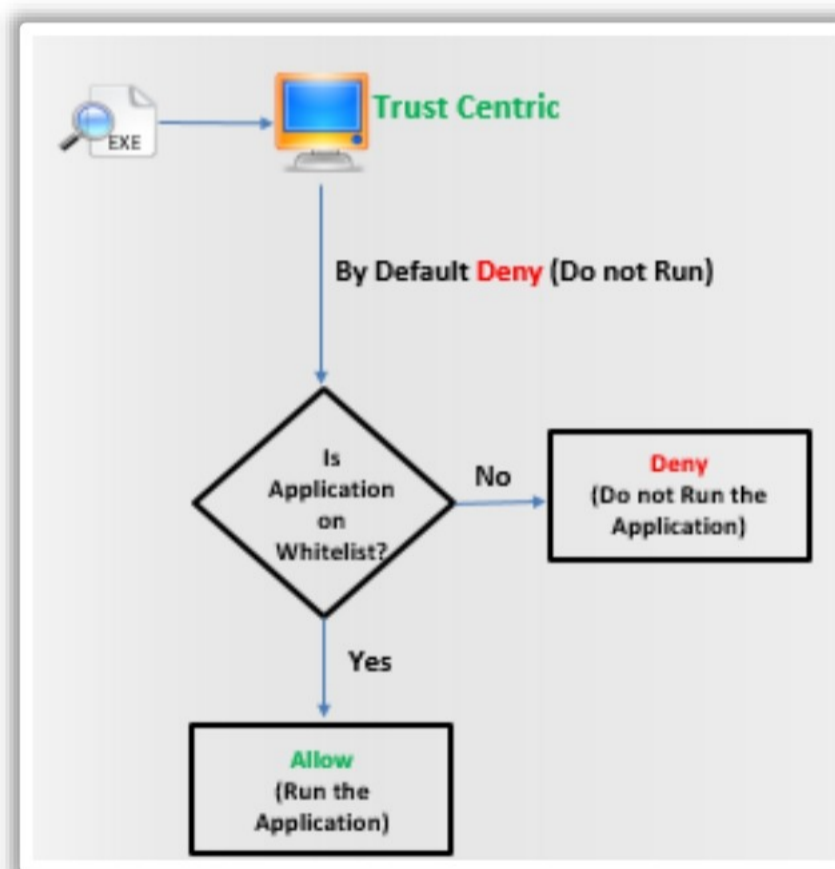 EXE
Trust Centric
By Default Deny (Do not Run)
Is
Application
on
Whitelist?
No
Deny
(Do not Run the
Application)
Yes
Allow
(Run the
Application)